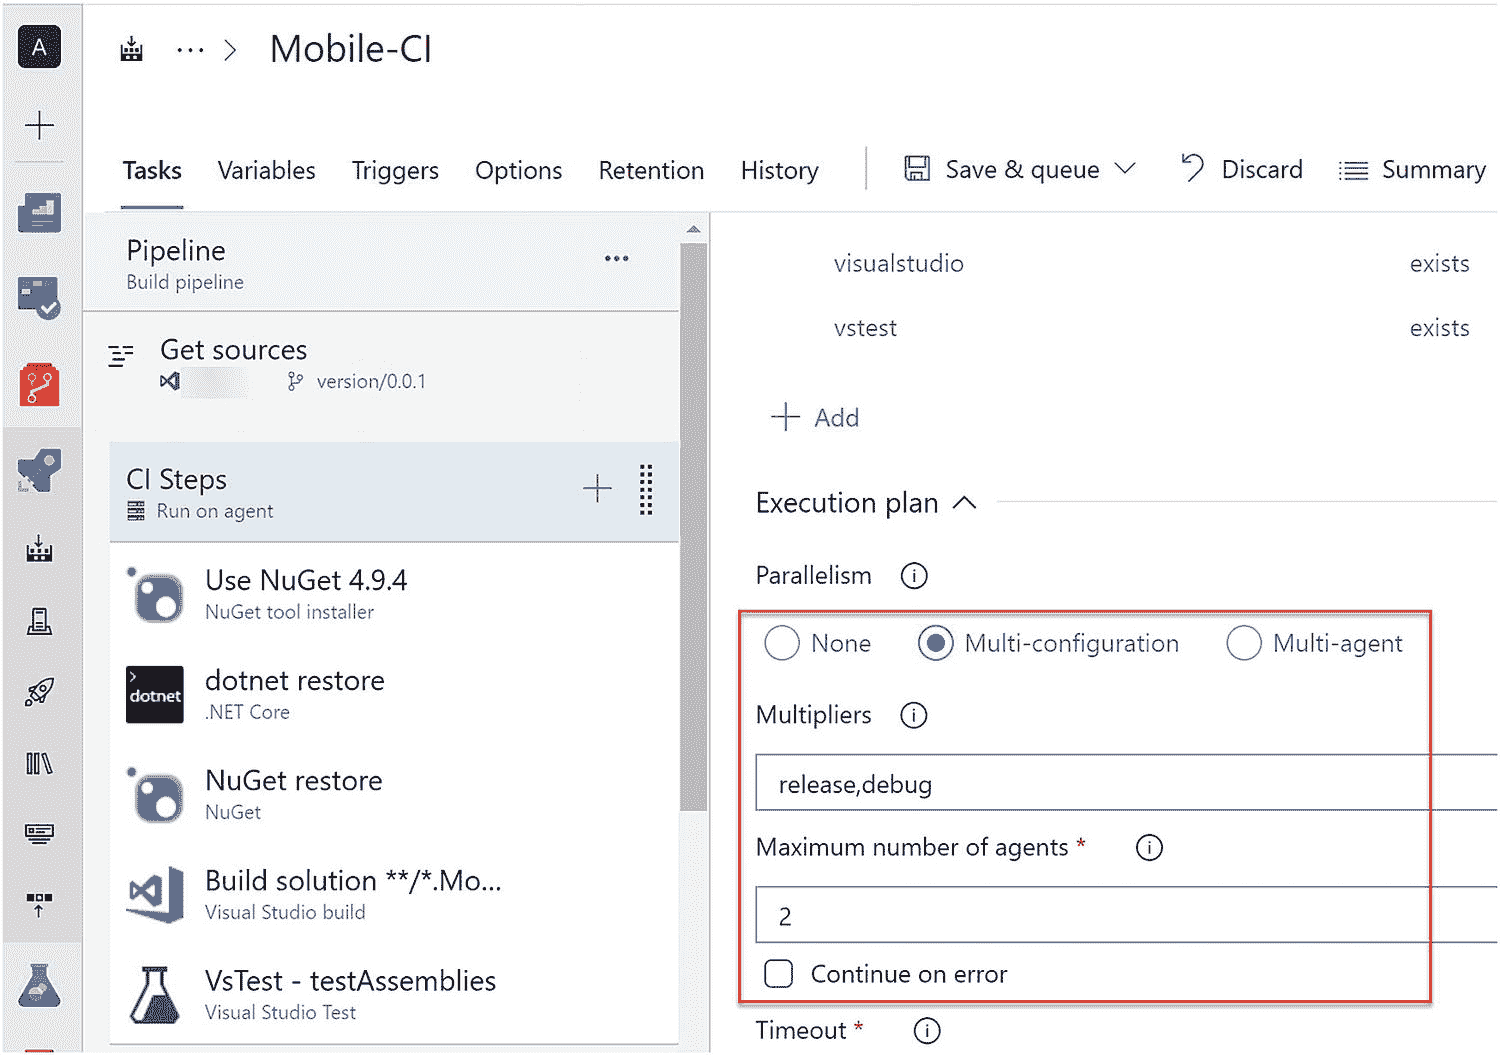 A
... > Mobile-CI
Tasks Variables Triggers Options Retention History Save & queue Discard Summary
Pipeline
Build pipeline
Get sources
version/0.0.1
CI Steps
Run on agent
Use NuGet 4.9.4
NuGet tool installer
dotnet
dotnet restore
.NET Core
NuGet restore
NuGet
Build solution **/*.Mo...
Visual Studio build
VsTest - testAssemblies
Visual Studio Test
visualstudio exists
vstest exists
Add
Execution plan
Parallelism
None Multi-configuration Multi-agent
Multipliers
release,debug
Maximum number of agents *
2
Continue on error
Timeout *